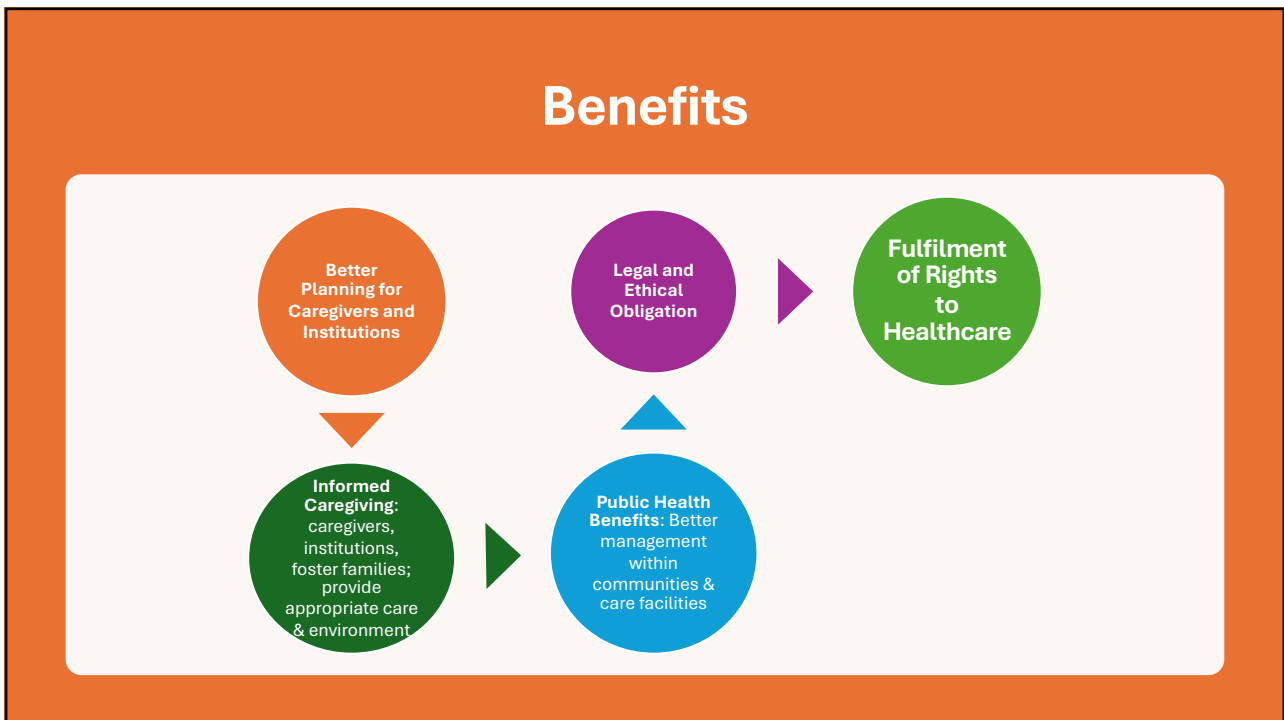 Benefits
Better
Planning for
Caregivers and
Institutions
Informed
Caregiving:
caregivers,
institutions,
foster families;
provide
appropriate care
& environment
Public Health
Benefits: Better
management
within
communities &
care facilities
Legal and
Ethical
Obligation
Fulfilment
of Rights
to
Healthcare